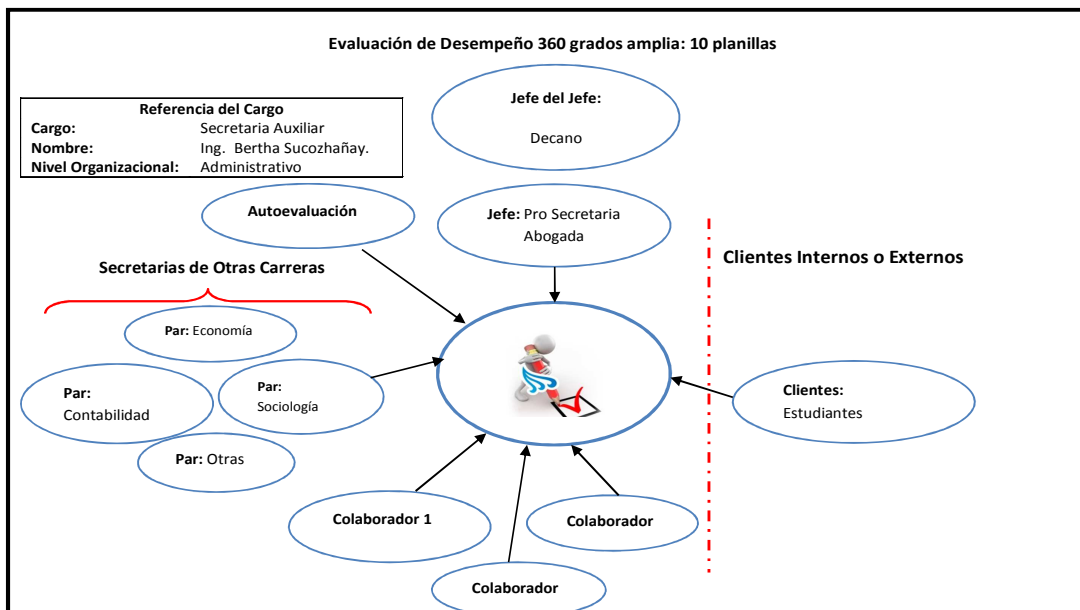 Evaluación de Desempeño 360 grados amplia: 10 planillas
Referencia del Cargo
Cargo: Secretaria Auxiliar
Nombre: Ing. Bertha Sucozhañay.
Nivel Organizacional: Administrativo
Jefe del Jefe:
Decano
Autoevaluación
Jefe: Pro Secretaria
Abogada
Clientes Internos o Externos
Secretarias de Otras Carreras
Par: Economía
Par:
Contabilidad
Par:
Sociología
Par: Otras
Clientes:
Estudiantes
Colaborador 1
Colaborador
Colaborador